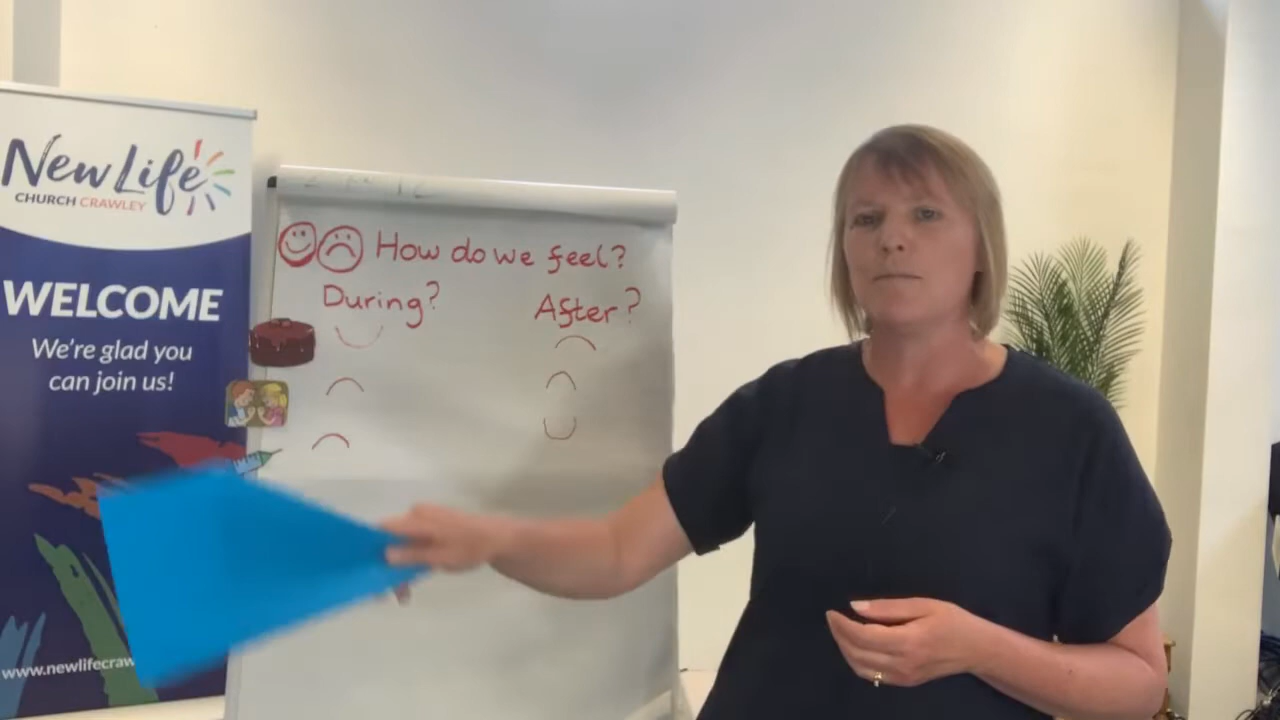 New Life
CHURCH CRAWLEY
WELCOME
We're glad you
can join us!
www.newlifecraw
How do we feel?
During?
After?